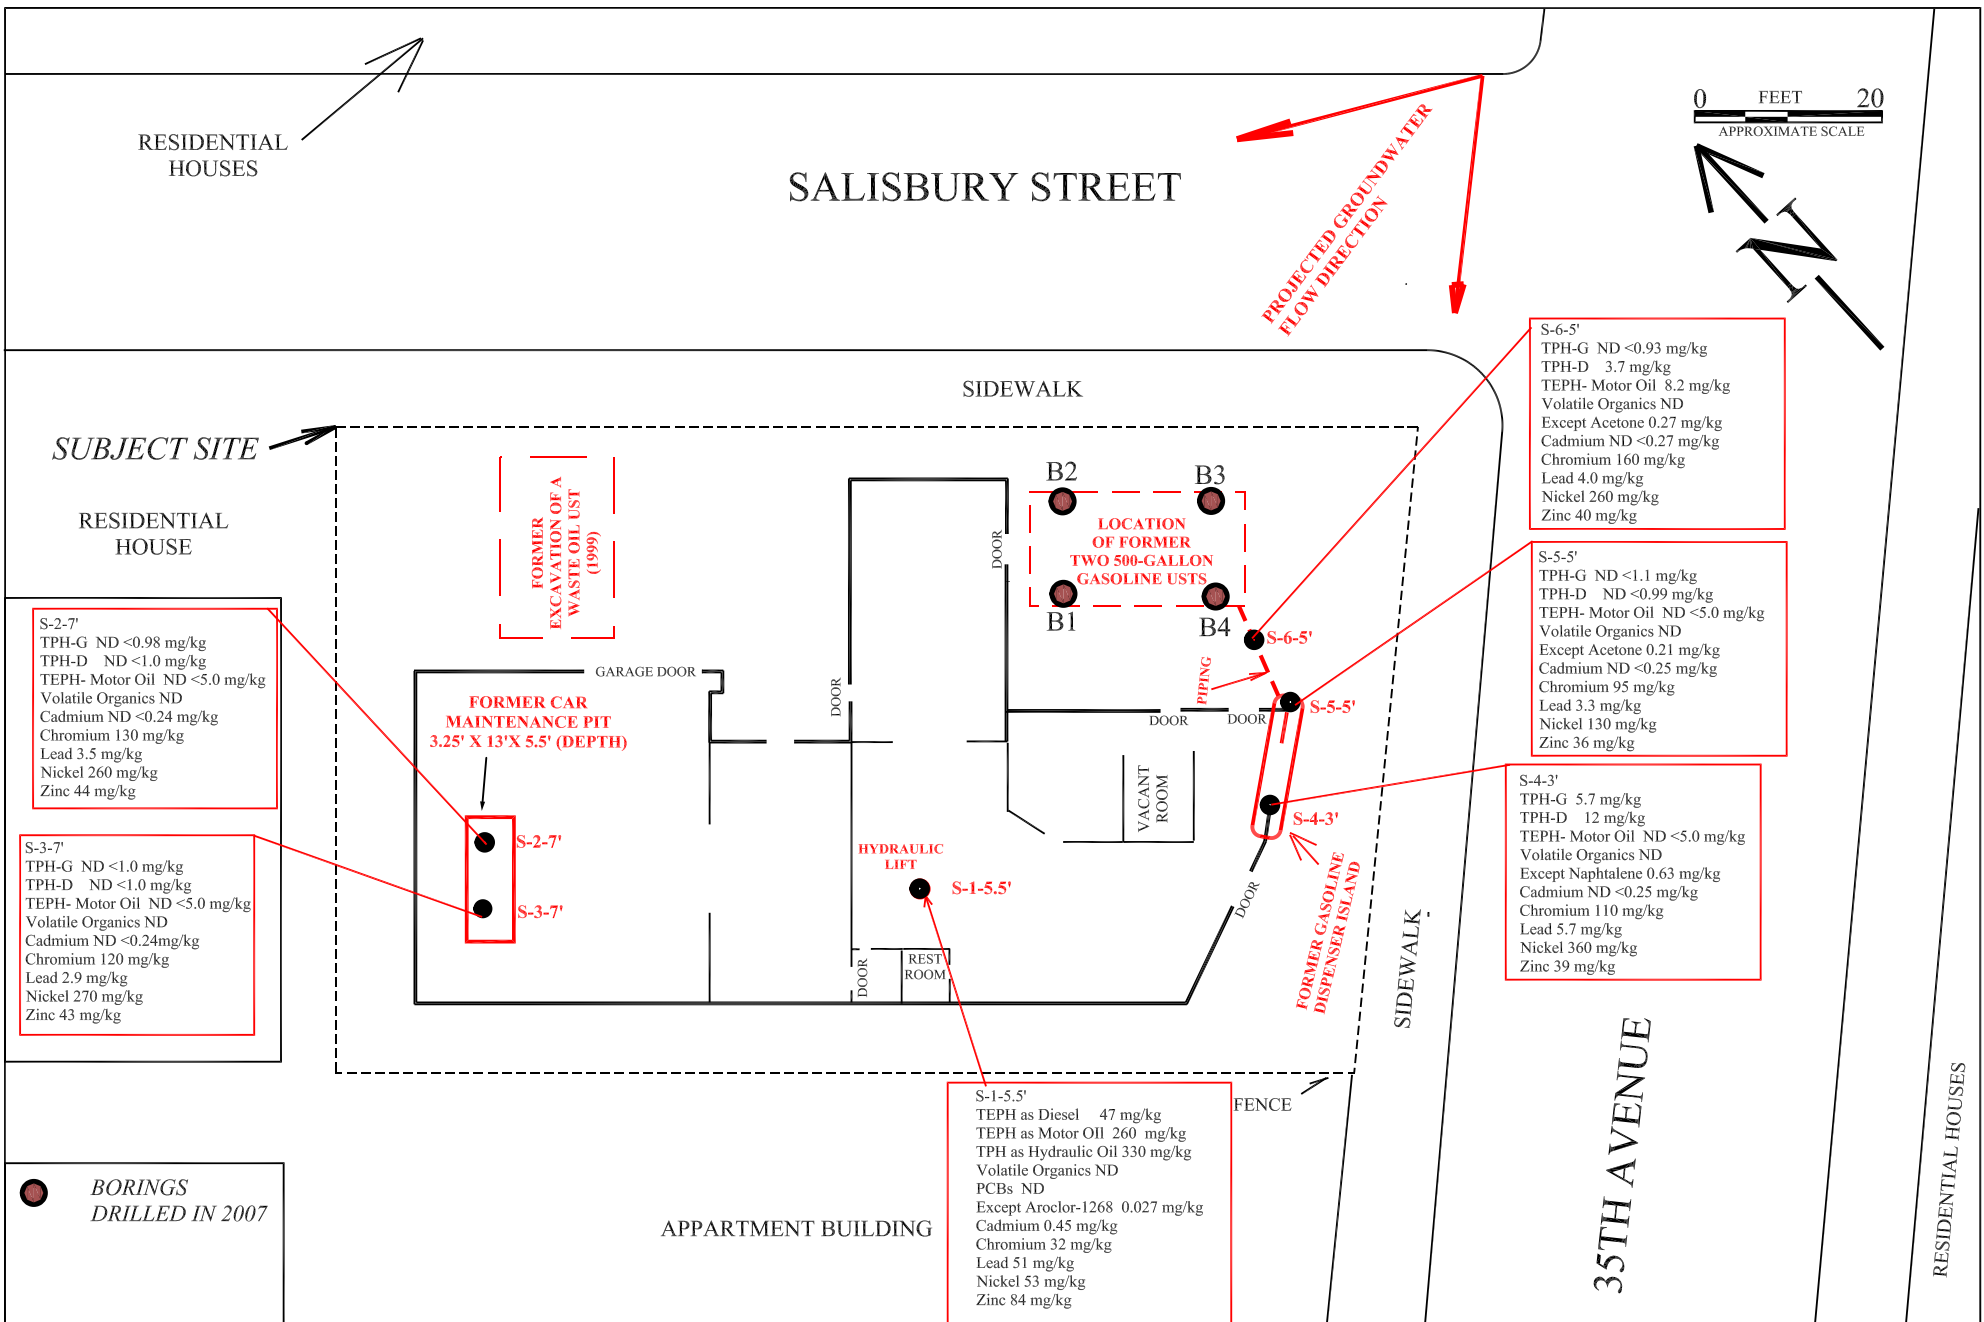 RESIDENTIAL
HOUSES
SALISBURY STREET
PROJECTED GROUNDWATER
FLOW DIRECTION
0 FEET 20
APPROXIMATE SCALE
N
SIDEWALK
SUBJECT SITE
RESIDENTIAL
HOUSE
FORMER
EXCAVATION OF A
WASTE OIL UST
(1999)
B2
B3
LOCATION
OF FORMER
TWO 500-GALLON
GASOLINE USTS
B1
B4
DOOR
S-6-5'
PIPING
S-5-5'
DOOR
DOOR
DOOR
GARAGE DOOR
FORMER CAR
MAINTENANCE PIT
3.25' X 13'X 5.5' (DEPTH)
S-2-7'
S-3-7'
HYDRAULIC
LIFT
S-1-5.5'
VACANT
ROOM
S-4-3'
FORMER GASOLINE
DISPENSER ISLAND
DOOR
DOOR
REST
ROOM
SIDEWALK
FENCE
S-6-5'
TPH-G ND <0.93 mg/kg
TPH-D 3.7 mg/kg
TEPH- Motor Oil 8.2 mg/kg
Volatile Organics ND
Except Acetone 0.27 mg/kg
Cadmium ND <0.27 mg/kg
Chromium 160 mg/kg
Lead 4.0 mg/kg
Nickel 260 mg/kg
Zinc 40 mg/kg
S-5-5'
TPH-G ND <1.1 mg/kg
TPH-D ND <0.99 mg/kg
TEPH- Motor Oil ND <5.0 mg/kg
Volatile Organics ND
Except Acetone 0.21 mg/kg
Cadmium ND <0.25 mg/kg
Chromium 95 mg/kg
Lead 3.3 mg/kg
Nickel 130 mg/kg
Zinc 36 mg/kg
S-4-3'
TPH-G 5.7 mg/kg
TPH-D 12 mg/kg
TEPH- Motor Oil ND <5.0 mg/kg
Volatile Organics ND
Except Naphtalene 0.63 mg/kg
Cadmium ND <0.25 mg/kg
Chromium 110 mg/kg
Lead 5.7 mg/kg
Nickel 360 mg/kg
Zinc 39 mg/kg
S-2-7'
TPH-G ND <0.98 mg/kg
TPH-D ND <1.0 mg/kg
TEPH- Motor Oil ND <5.0 mg/kg
Volatile Organics ND
Cadmium ND <0.24 mg/kg
Chromium 130 mg/kg
Lead 3.5 mg/kg
Nickel 260 mg/kg
Zinc 44 mg/kg
S-3-7'
TPH-G ND <1.0 mg/kg
TPH-D ND <1.0 mg/kg
TEPH- Motor Oil ND <5.0 mg/kg
Volatile Organics ND
Cadmium ND <0.24mg/kg
Chromium 120 mg/kg
Lead 2.9 mg/kg
Nickel 270 mg/kg
Zinc 43 mg/kg
S-1-5.5'
TEPH as Diesel 47 mg/kg
TEPH as Motor OIl 260 mg/kg
TPH as Hydraulic Oil 330 mg/kg
Volatile Organics ND
PCBs ND
Except Aroclor-1268 0.027 mg/kg
Cadmium 0.45 mg/kg
Chromium 32 mg/kg
Lead 51 mg/kg
Nickel 53 mg/kg
Zinc 84 mg/kg
BORINGS
DRILLED IN 2007
APPARTMENT BUILDING
35TH AVENUE
RESIDENTIAL HOUSES